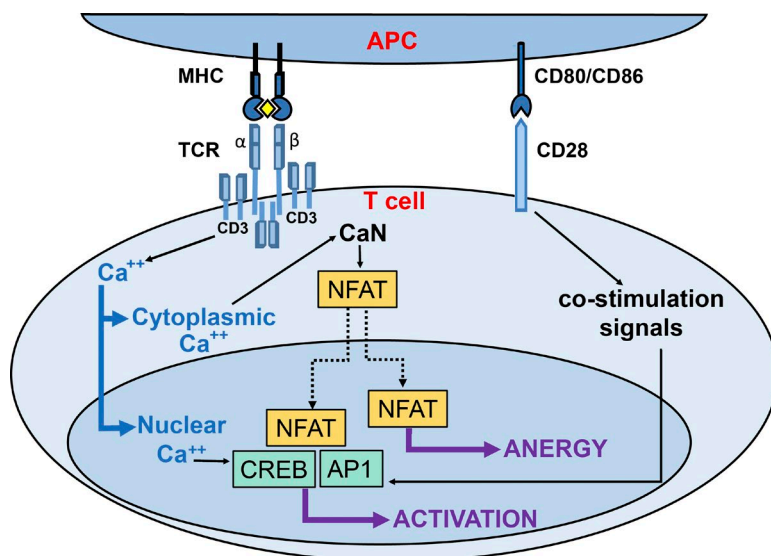 APC
MHC
CD80/CD86
α
β
TCR
CD28
CD3
CD3
T cell
CaN
Ca⁺⁺
NFAT
Cytoplasmic
Ca⁺⁺
co-stimulation
signals
NFAT
NFAT
Nuclear
Ca⁺⁺
ANERGY
CREB
AP1
ACTIVATION